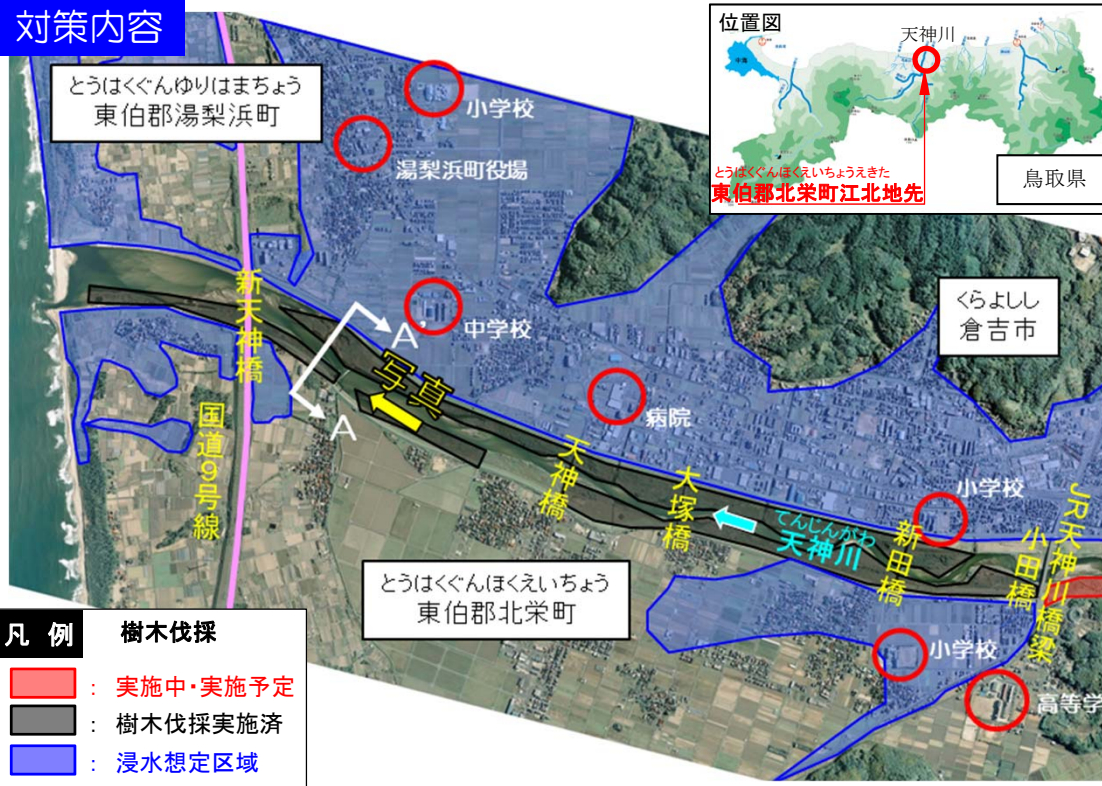 対策内容
とうはくぐんゆりはまちょう
東伯郡湯梨浜町
小学校
湯梨浜町役場
位置図
天神川
中海
とうはくぐんほくえいちょうえきた
東伯郡北栄町江北地先
鳥取県
新天神橋
中学校
A'
A
写真
くらよしし
倉吉市
病院
国道9号線
天神橋
大塚橋
てんじんがわ
天神川
小学校
新田橋
小田橋
JR天神川橋梁
とうはくぐんほくえいちょう
東伯郡北栄町
小学校
高等学
凡 例
樹木伐採
: 実施中・実施予定
: 樹木伐採実施済
: 浸水想定区域